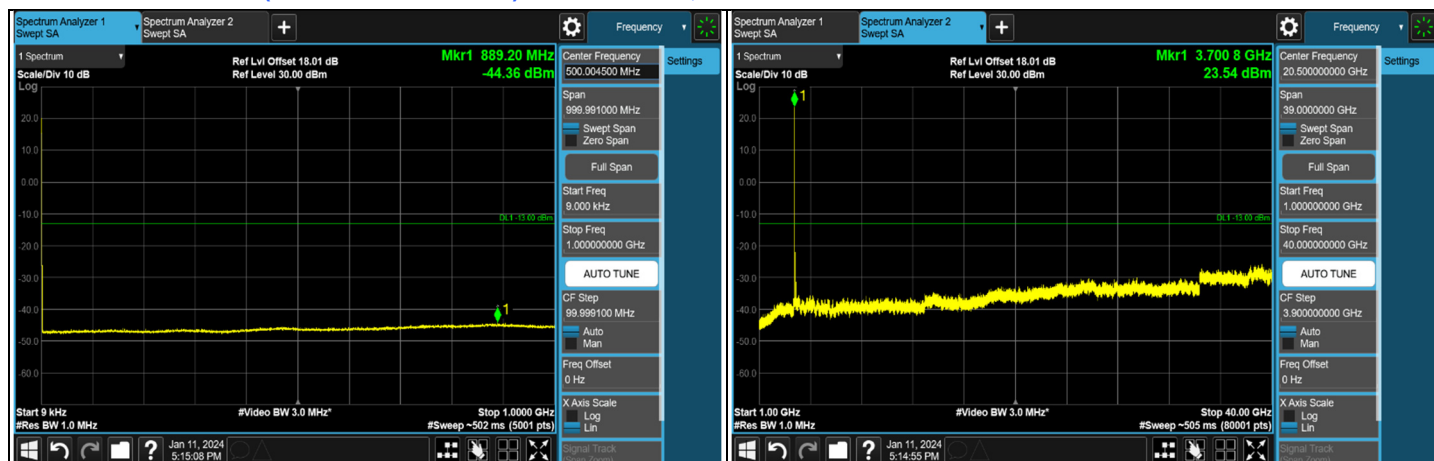 Spectrum Analyzer 1
Swept SA
Spectrum Analyzer 2
Swept SA
+
Frequency
1 Spectrum
Scale/Div 10 dB
Log
Ref Lvl Offset 18.01 dB
Ref Level 30.00 dBm
Mkr1 889.20 MHz
-44.36 dBm
20.0
10.0
0.00
-10.0
-20.0
-30.0
-40.0
-50.0
-60.0
DL1 -13.00 dBm
1
Start 9 kHz
#Res BW 1.0 MHz
#Video BW 3.0 MHz*
Stop 1.0000 GHz
#Sweep ~502 ms (5001 pts)
Center Frequency
500.004500 MHz
Settings
Span
999.991000 MHz
Swept Span
Zero Span
Full Span
Start Freq
9.000 kHz
Stop Freq
1.000000000 GHz
AUTO TUNE
CF Step
99.999100 MHz
Auto
Man
Freq Offset
0 Hz
X Axis Scale
Log
Lin
Signal Track
(Span Zoom)
?
Jan 11, 2024
5:15:08 PM
Spectrum Analyzer 1
Swept SA
Spectrum Analyzer 2
Swept SA
+
Frequency
1 Spectrum
Scale/Div 10 dB
Log
Ref Lvl Offset 18.01 dB
Ref Level 30.00 dBm
Mkr1 3.700 8 GHz
23.54 dBm
1
20.0
10.0
0.00
-10.0
-20.0
-30.0
-40.0
-50.0
-60.0
DL1 -13.00 dBm
Start 1.00 GHz
#Res BW 1.0 MHz
#Video BW 3.0 MHz*
Stop 40.00 GHz
#Sweep ~505 ms (80001 pts)
Center Frequency
20.500000000 GHz
Settings
Span
39.0000000 GHz
Swept Span
Zero Span
Full Span
Start Freq
1.000000000 GHz
Stop Freq
40.000000000 GHz
AUTO TUNE
CF Step
3.900000000 GHz
Auto
Man
Freq Offset
0 Hz
X Axis Scale
Log
Lin
Signal Track
(Span Zoom)
?
Jan 11, 2024
5:14:55 PM